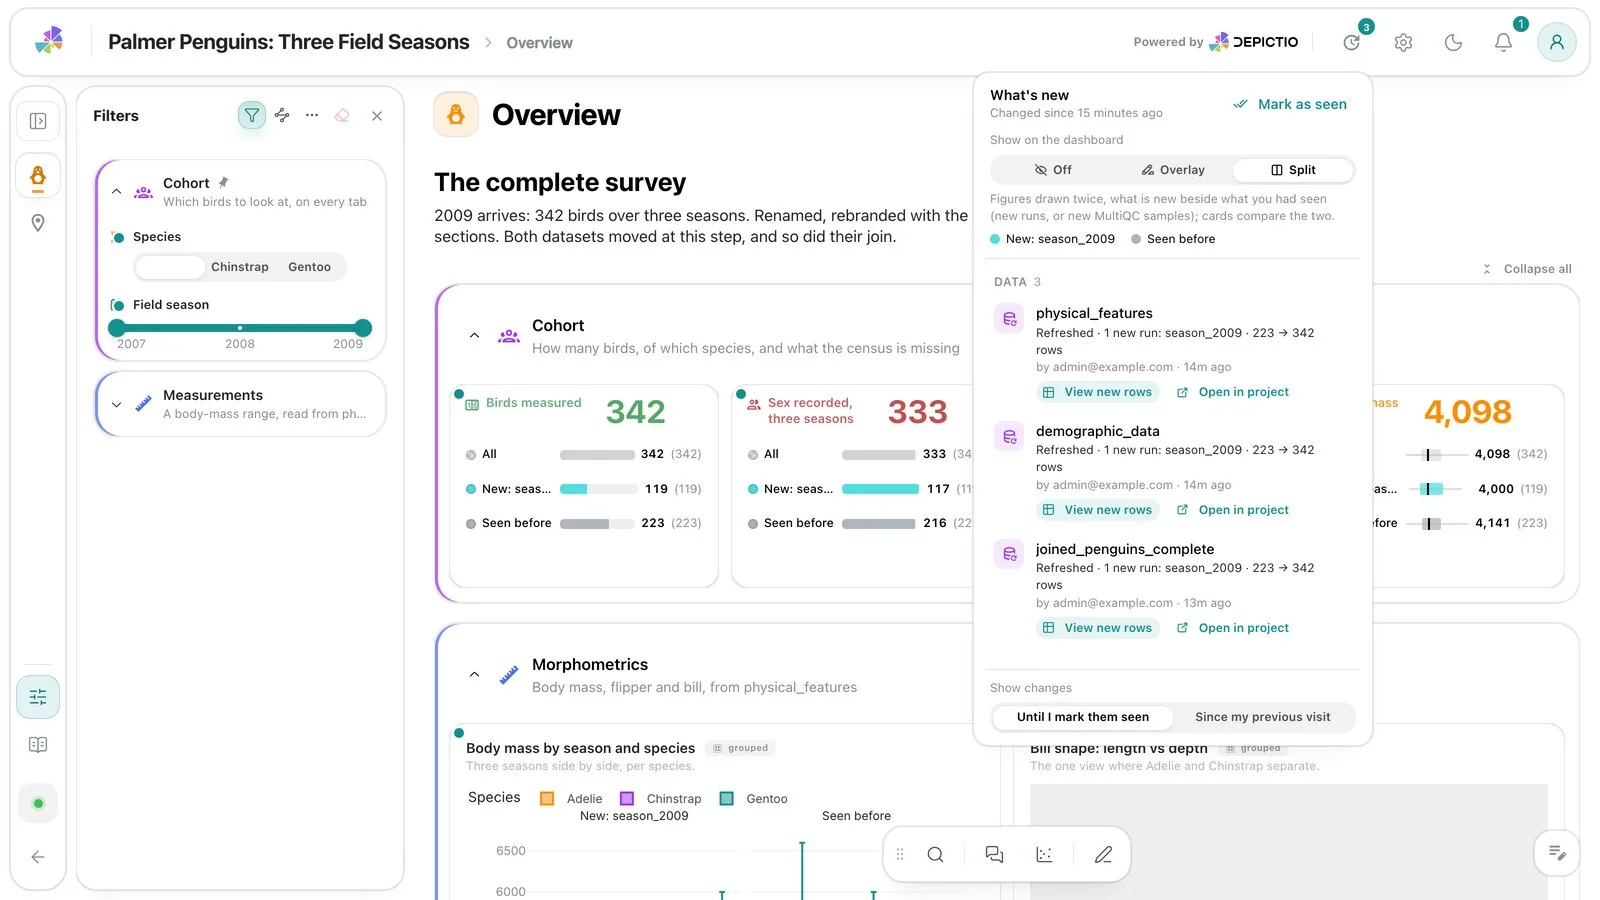 Palmer Penguins: Three Field Seasons
Overview
Powered by DEPICTIO
3
1
Filters
Cohort
Which birds to look at, on every tab
Species
Chinstrap
Gentoo
Field season
2007
2008
2009
Measurements
A body-mass range, read from ph...
Overview
The complete survey
2009 arrives: 342 birds over three seasons. Renamed, rebranded with the
sections. Both datasets moved at this step, and so did their join.
Collapse all
Cohort
How many birds, of which species, and what the census is missing
Birds measured
342
All
342 (342)
New: seas...
119 (119)
Seen before
223 (223)
Sex recorded,
three seasons
333
All
333
New: seas...
117
Seen before
216
4,098
4,098 (342)
4,000 (119)
4,141 (223)
Morphometrics
Body mass, flipper and bill, from physical_features
Body mass by season and species
grouped
Three seasons side by side, per species.
Species
Adelie
Chinstrap
Gentoo
New: season_2009
Seen before
6500
6000
Bill shape: length vs depth
grouped
The one view where Adelie and Chinstrap separate.
What's new
Changed since 15 minutes ago
Mark as seen
Show on the dashboard
Off
Overlay
Split
Figures drawn twice, what is new beside what you had seen
(new runs, or new MultiQC samples); cards compare the two.
New: season_2009
Seen before
DATA 3
physical_features
Refreshed · 1 new run: season_2009 · 223 → 342
rows
by admin@example.com · 14m ago
View new rows
Open in project
demographic_data
Refreshed · 1 new run: season_2009 · 223 → 342
rows
by admin@example.com · 14m ago
View new rows
Open in project
joined_penguins_complete
Refreshed · 1 new run: season_2009 · 223 → 342
rows
by admin@example.com · 13m ago
View new rows
Open in project
Show changes
Until I mark them seen
Since my previous visit